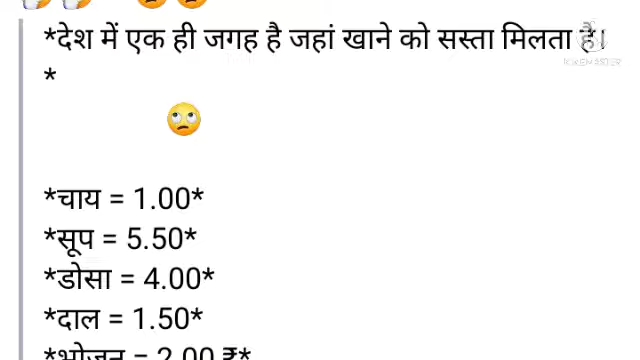 *देश में एक ही जगह है जहां खाने को सस्ता मिलता है।
*
*चाय = 1.00*
*सूप = 5.50*
*डोसा = 4.00*
*दाल = 1.50*
*भोजन = 2.00 ₹*